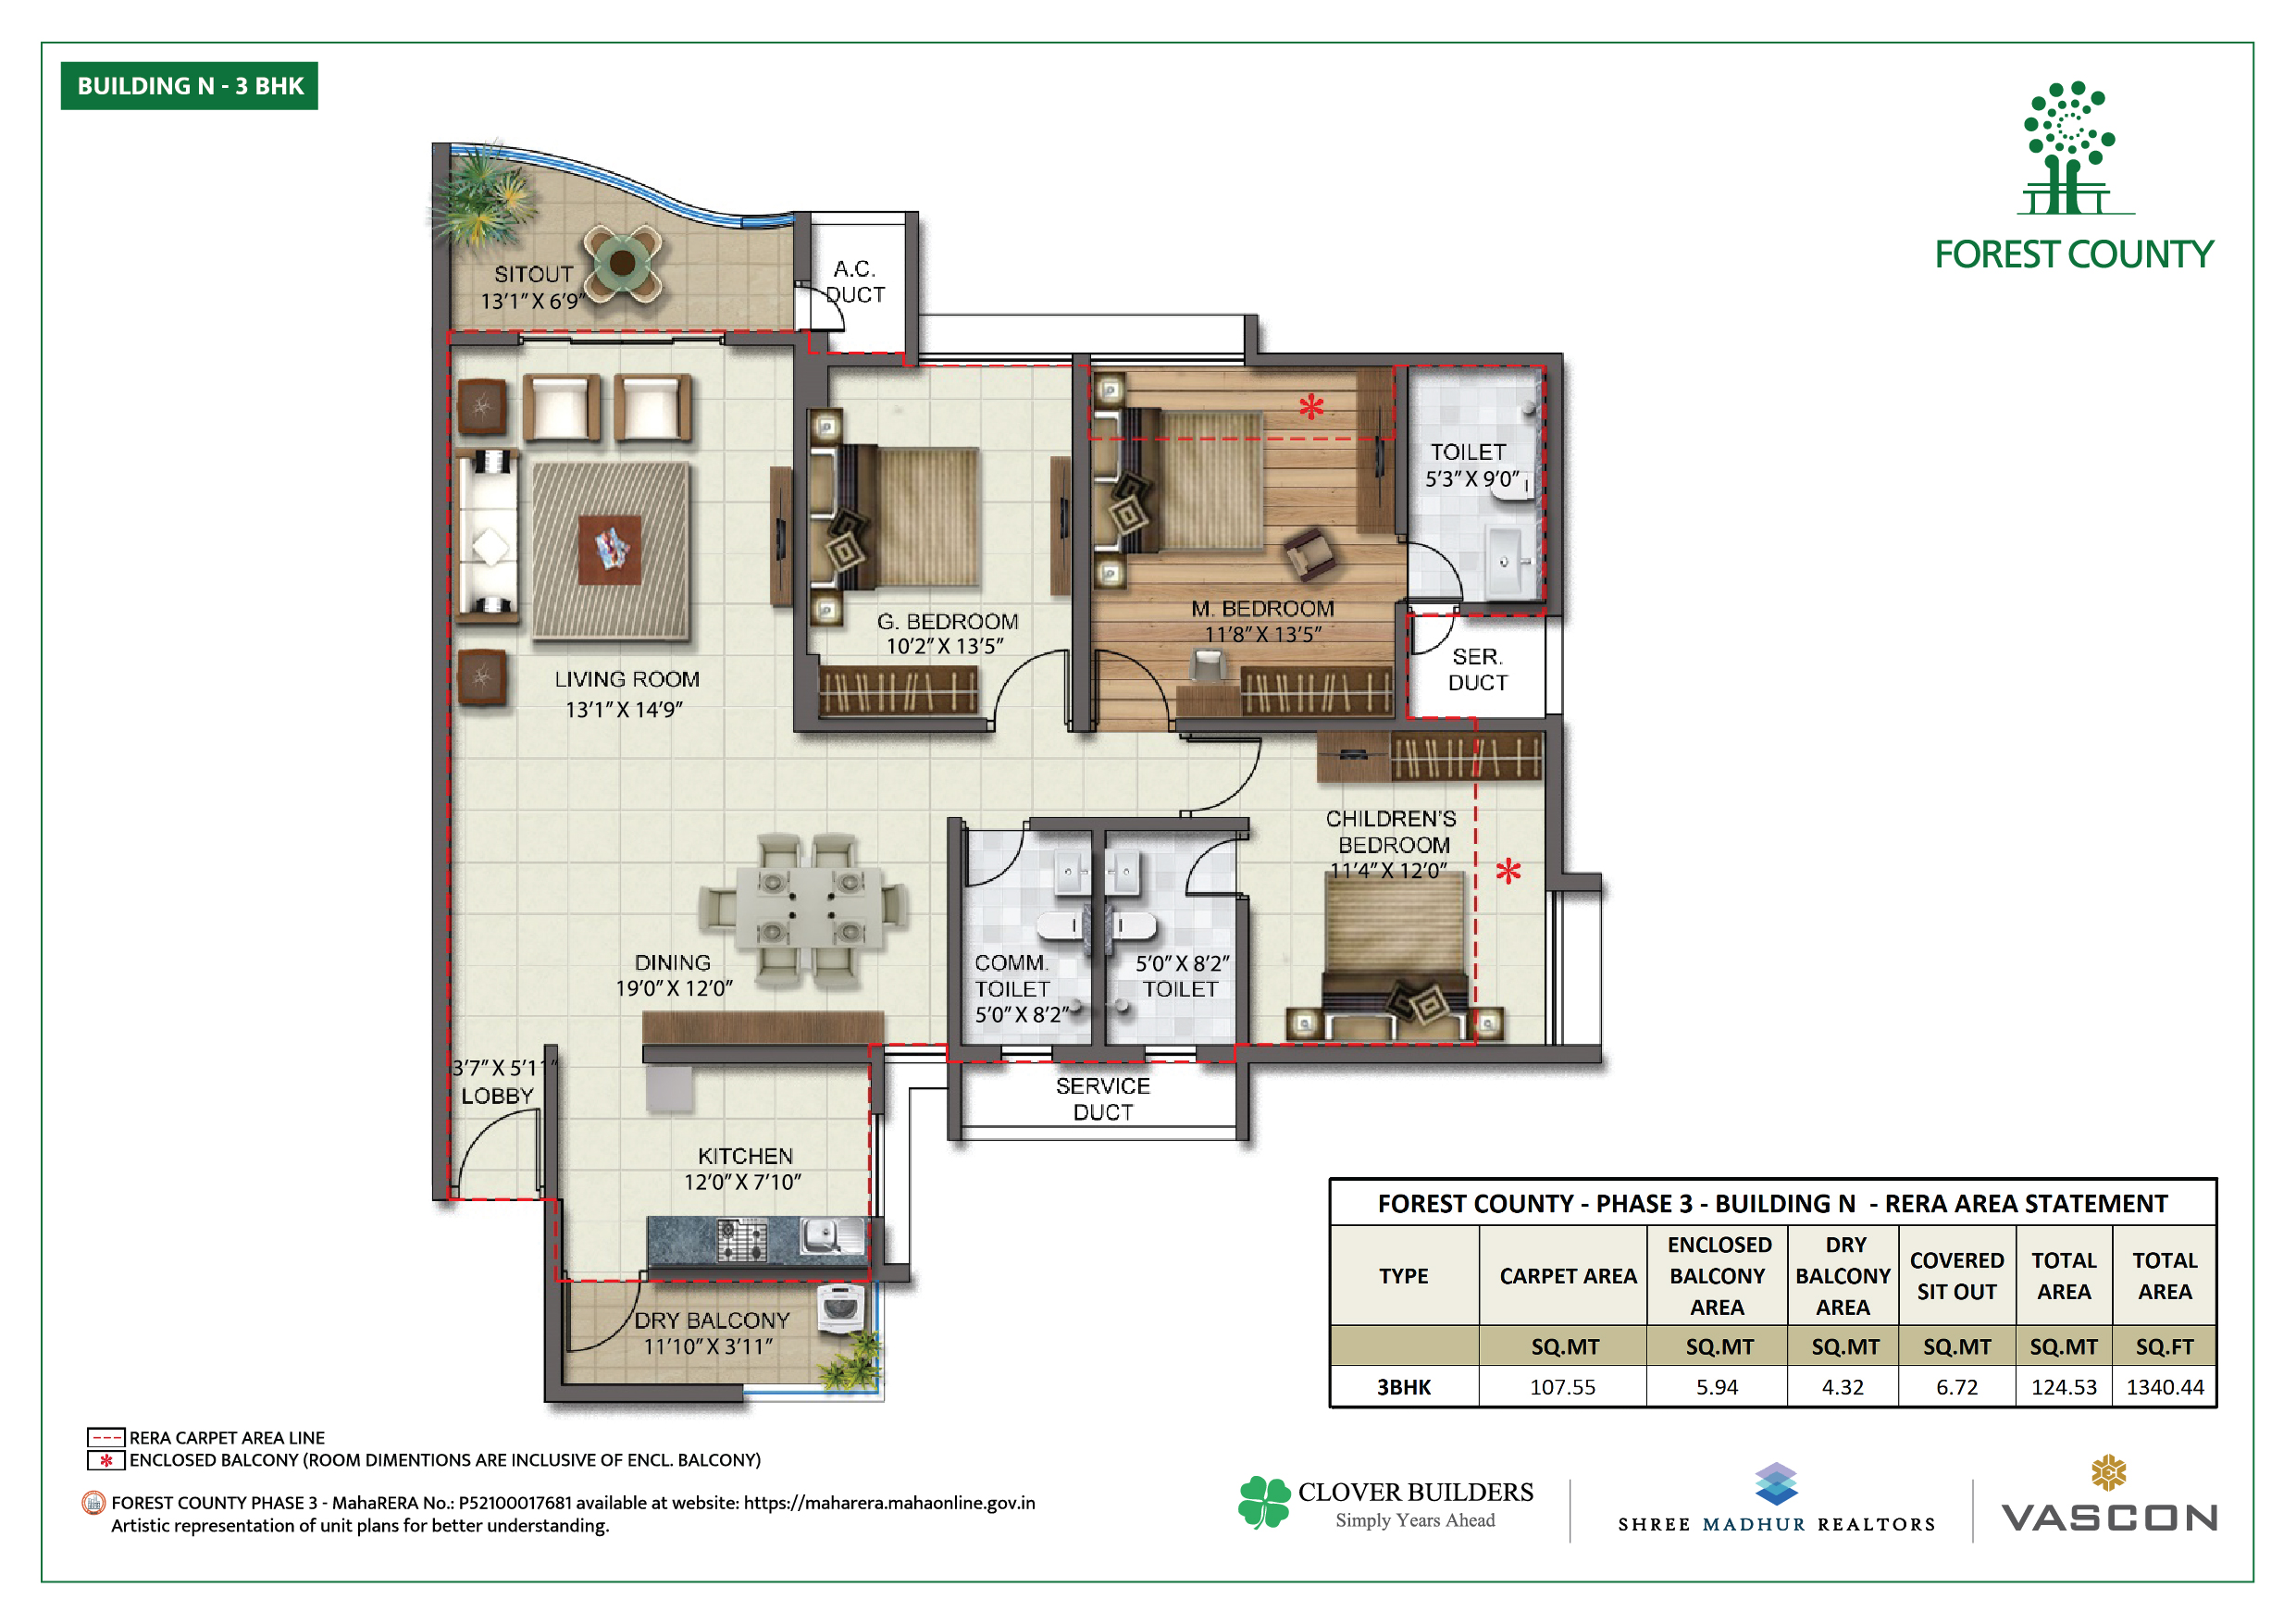 BUILDING N - 3 BHK
FOREST COUNTY
SITOUT
13'1" X 6'9"
A.C.
DUCT
TOILET
5'3" X 9'0"
G. BEDROOM
10'2" X 13'5"
M. BEDROOM
11'8" X 13'5"
SER.
DUCT
LIVING ROOM
13'1" X 14'9"
CHILDREN'S
BEDROOM
11'4" X 12'0"
DINING
19'0" X 12'0"
COMM.
TOILET
5'0" X 8'2"
5'0" X 8'2"
TOILET
3'7" X 5'11"
LOBBY
SERVICE
DUCT
KITCHEN
12'0" X 7'10"
DRY BALCONY
11'10" X 3'11"
FOREST COUNTY - PHASE 3 - BUILDING N - RERA AREA STATEMENT
TYPE CARPET AREA ENCLOSED BALCONY AREA DRY BALCONY AREA COVERED SIT OUT TOTAL AREA TOTAL AREA
SQ.MT SQ.MT SQ.MT SQ.MT SQ.MT SQ.FT
3BHK 107.55 5.94 4.32 6.72 124.53 1340.44
RERA CARPET AREA LINE
* ENCLOSED BALCONY (ROOM DIMENTIONS ARE INCLUSIVE OF ENCL. BALCONY)
FOREST COUNTY PHASE 3 - MahaRERA No.: P52100017681 available at website: https://maharera.mahaonline.gov.in
Artistic representation of unit plans for better understanding.
CLOVER BUILDERS
Simply Years Ahead
SHREE MADHUR REALTORS
VASCON